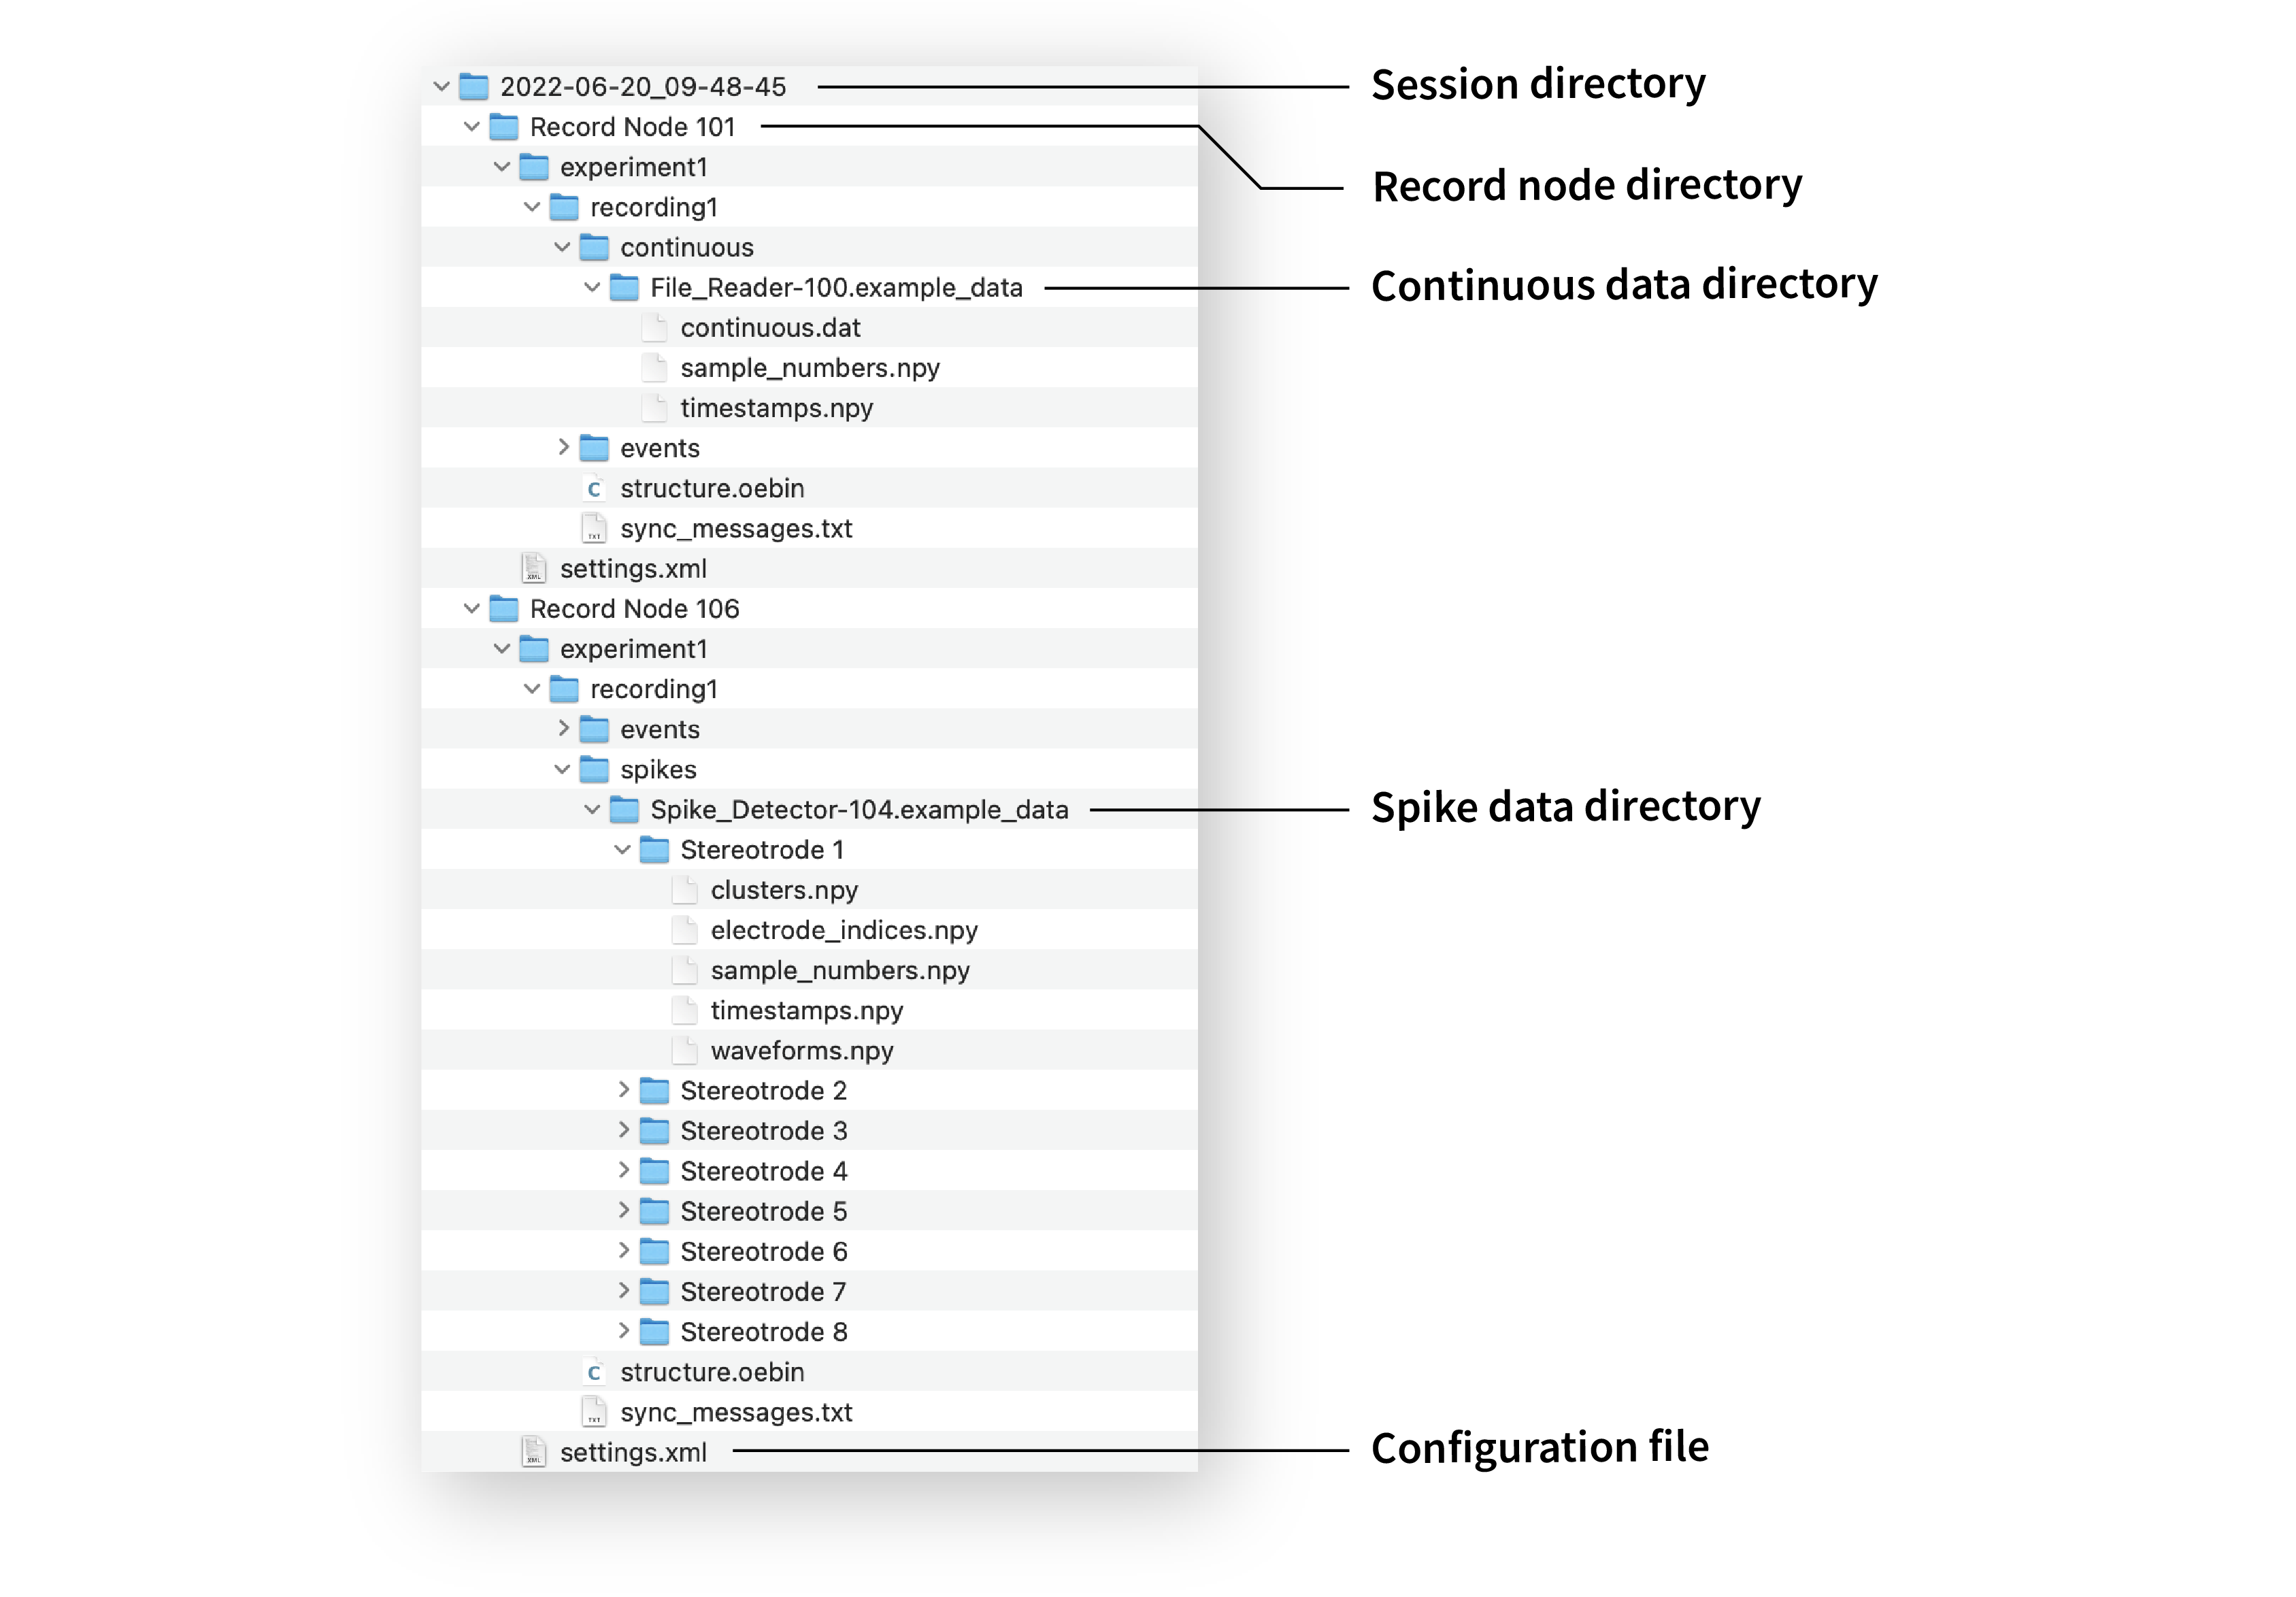 2022-06-20_09-48-45
Session directory
Record Node 101
Record node directory
experiment1
recording1
continuous
File_Reader-100.example_data
Continuous data directory
continuous.dat
sample_numbers.npy
timestamps.npy
events
C structure.oebin
TXT sync_messages.txt
XML settings.xml
Record Node 106
experiment1
recording1
events
spikes
Spike_Detector-104.example_data
Spike data directory
Stereotrode 1
clusters.npy
electrode_indices.npy
sample_numbers.npy
timestamps.npy
waveforms.npy
Stereotrode 2
Stereotrode 3
Stereotrode 4
Stereotrode 5
Stereotrode 6
Stereotrode 7
Stereotrode 8
C structure.oebin
TXT sync_messages.txt
XML settings.xml
Configuration file